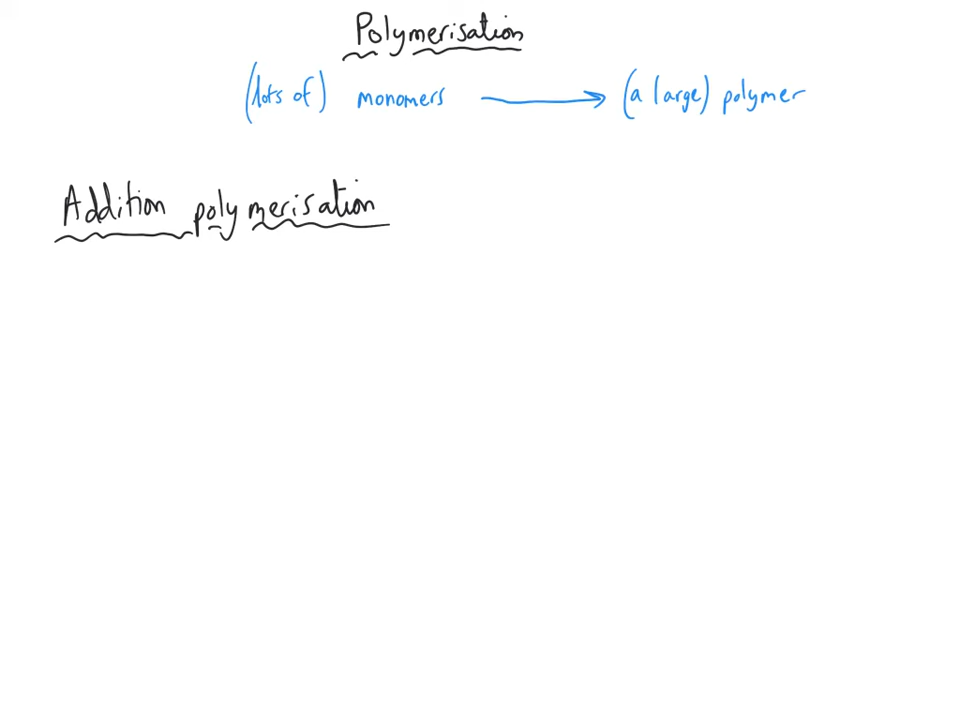 Polymerisation
(lots of) monomers → (a large) polymer
Addition polymerisation